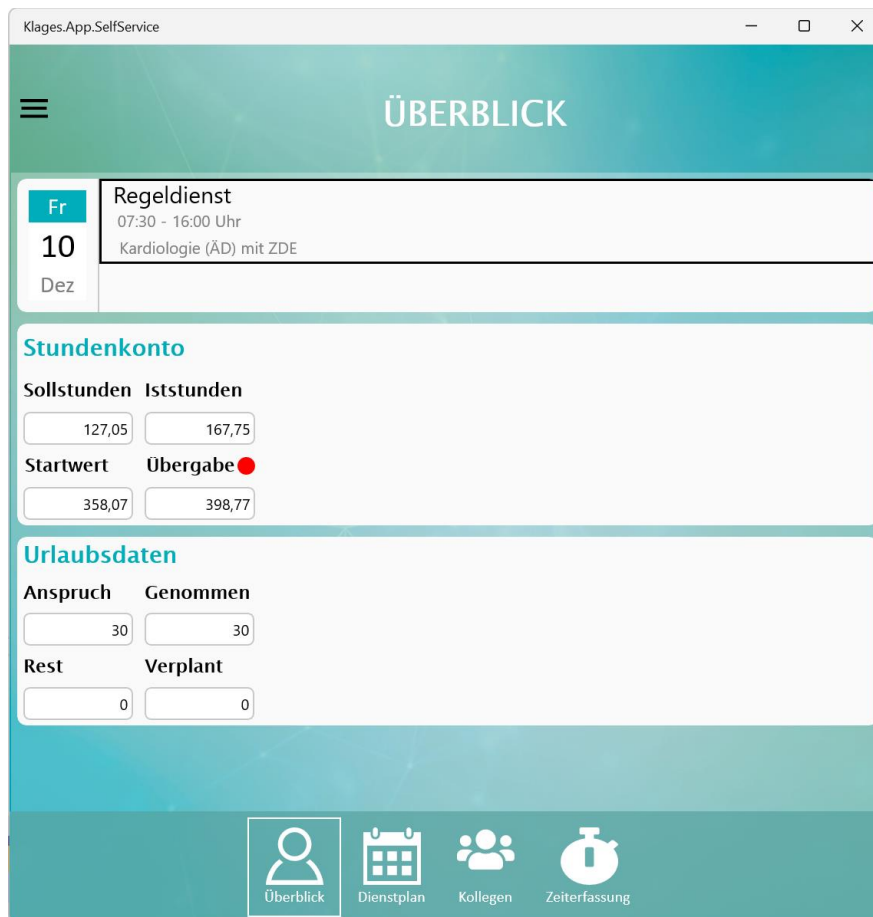 Klages.App.SelfService
ÜBERBLICK
Fr
10
Dez
Regeldienst
07:30 - 16:00 Uhr
Kardiologie (ÄD) mit ZDE
Stundenkonto
Sollstunden Iststunden
127,05 167,75
Startwert Übergabe
358,07 398,77
Urlaubsdaten
Anspruch Genommen
30 30
Rest Verplant
0 0
Überblick Dienstplan Kollegen Zeiterfassung